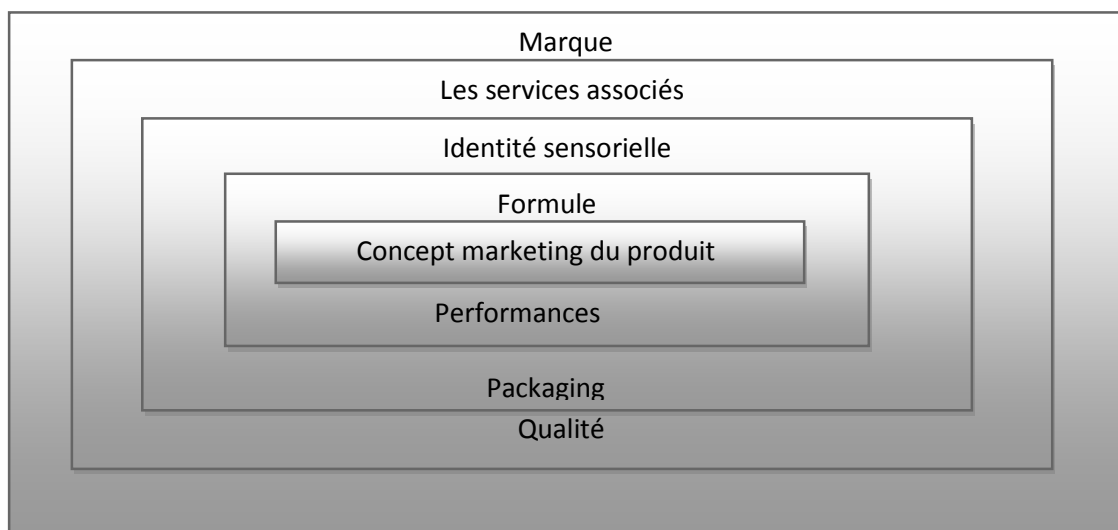 Marque
Les services associés
Identité sensorielle
Formule
Concept marketing du produit
Performances
Packaging
Qualité